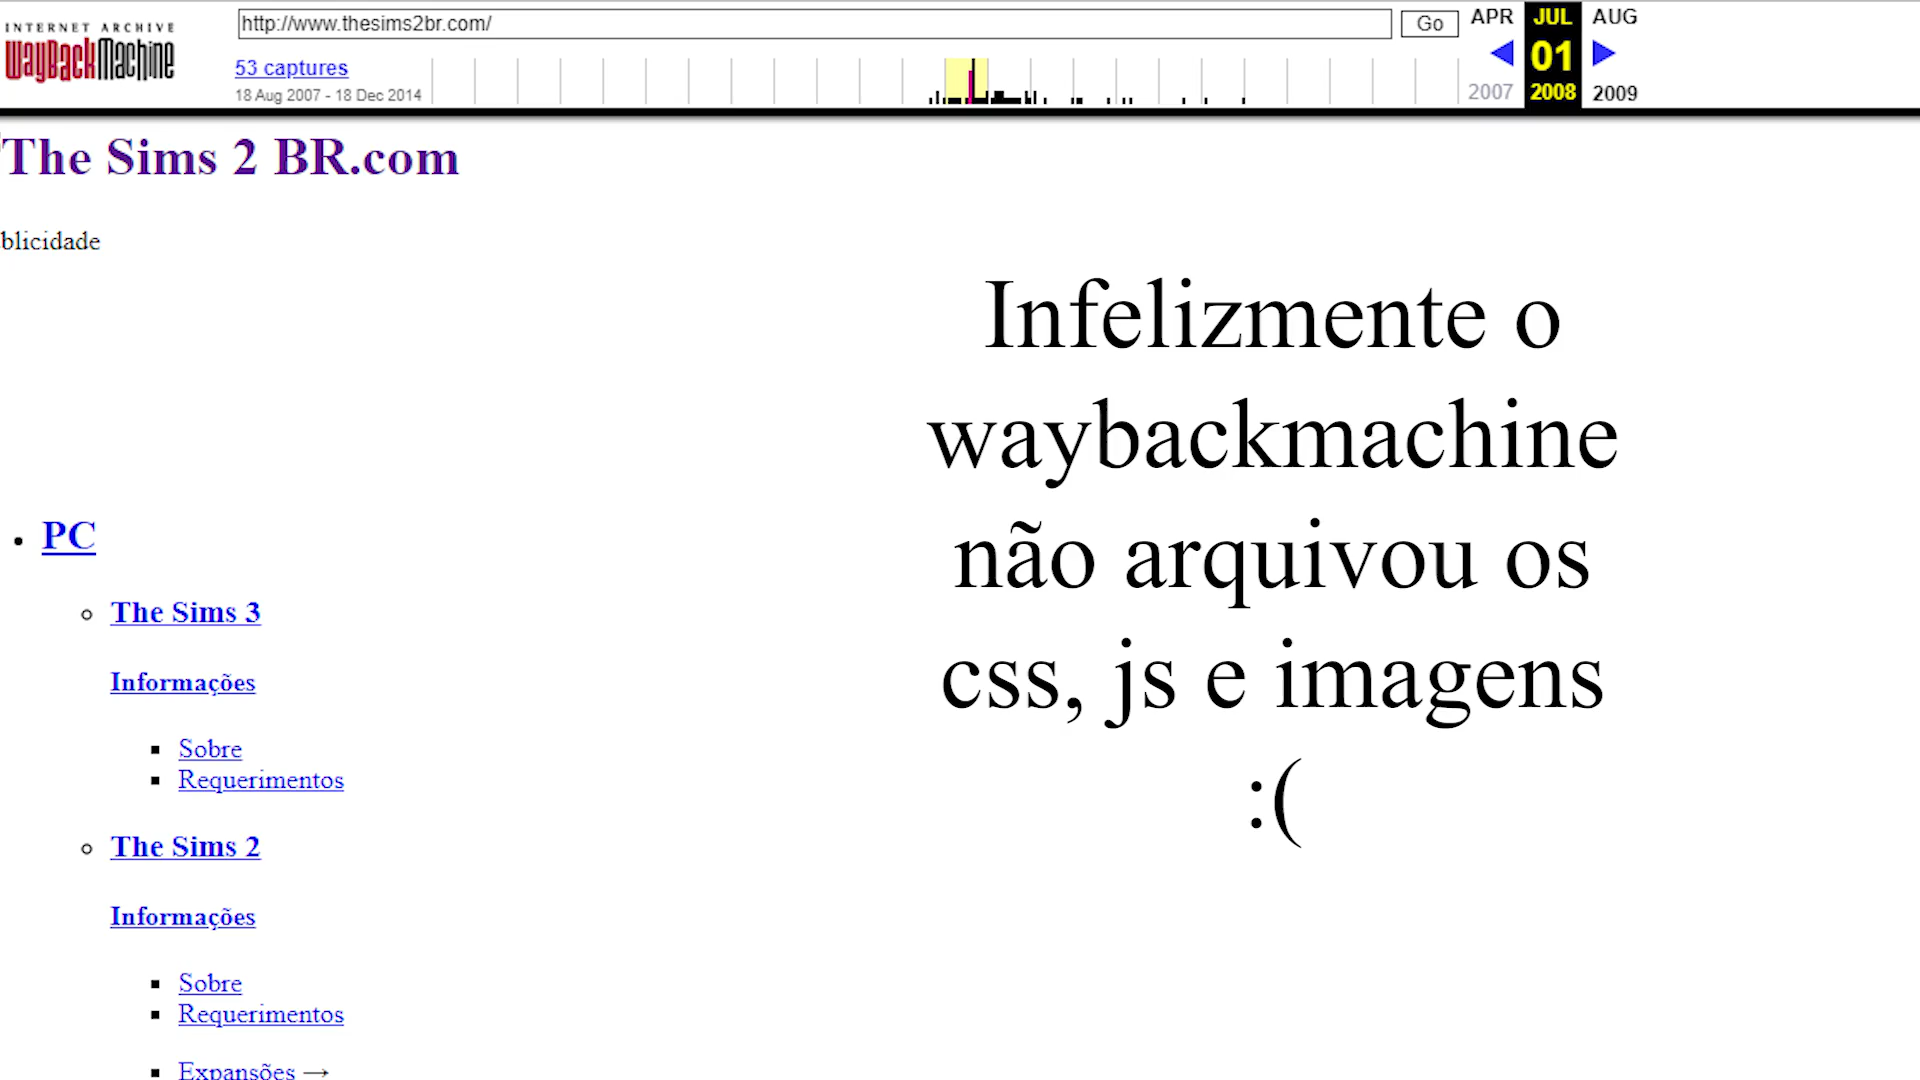 INTERNET ARCHIVE
WayBackMachine
http://www.thesims2br.com/
Go
53 captures
18 Aug 2007 - 18 Dec 2014
APR JUL AUG
01
2007 2008 2009
The Sims 2 BR.com
blicidade
Infelizmente o
waybackmachine
não arquivou os
css, js e imagens
:(
PC
The Sims 3
Informações
Sobre
Requerimentos
The Sims 2
Informações
Sobre
Requerimentos
Expansões →